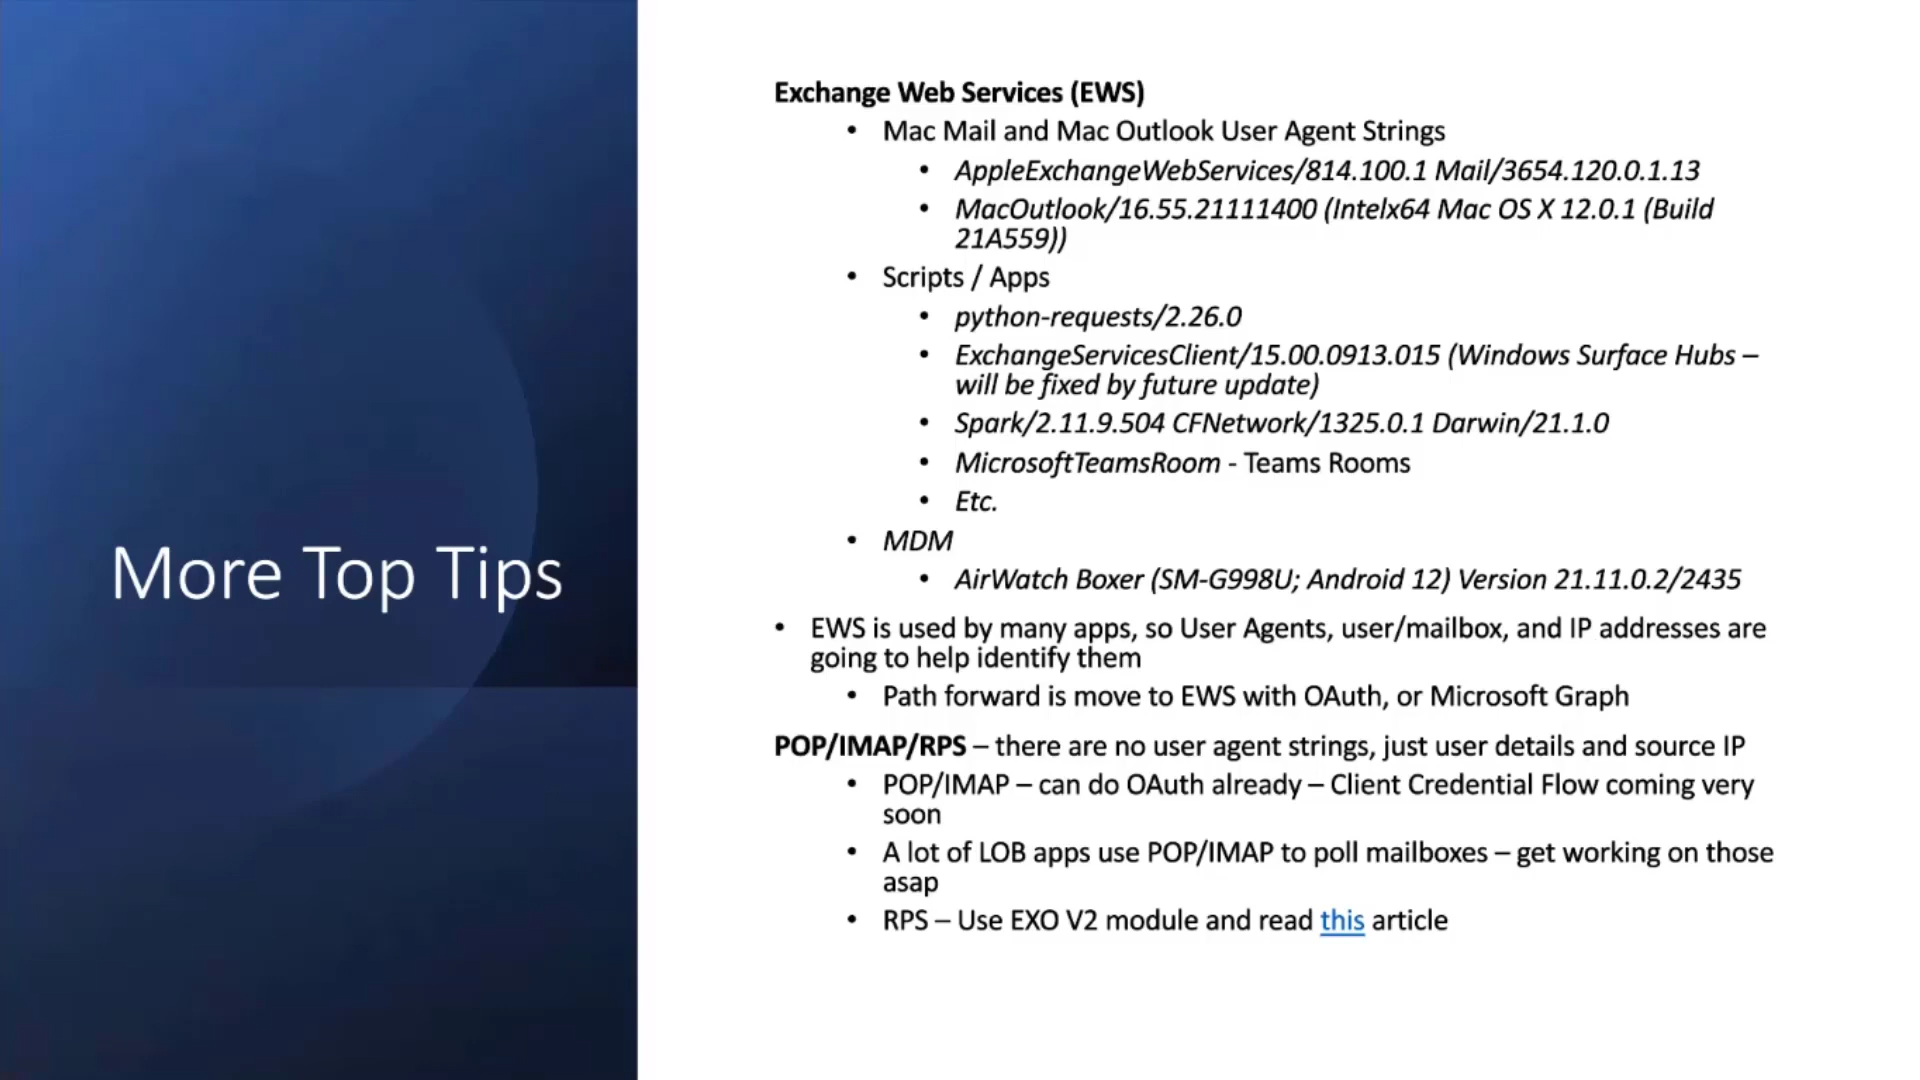 More Top Tips
Exchange Web Services (EWS)
• Mac Mail and Mac Outlook User Agent Strings
• AppleExchangeWebServices/814.100.1 Mail/3654.120.0.1.13
• MacOutlook/16.55.21111400 (Intelx64 Mac OS X 12.0.1 (Build
21A559))
• Scripts / Apps
• python-requests/2.26.0
• ExchangeServicesClient/15.00.0913.015 (Windows Surface Hubs –
will be fixed by future update)
• Spark/2.11.9.504 CFNetwork/1325.0.1 Darwin/21.1.0
• MicrosoftTeamsRoom - Teams Rooms
• Etc.
• MDM
• AirWatch Boxer (SM-G998U; Android 12) Version 21.11.0.2/2435
• EWS is used by many apps, so User Agents, user/mailbox, and IP addresses are
going to help identify them
• Path forward is move to EWS with OAuth, or Microsoft Graph
POP/IMAP/RPS – there are no user agent strings, just user details and source IP
• POP/IMAP – can do OAuth already – Client Credential Flow coming very
soon
• A lot of LOB apps use POP/IMAP to poll mailboxes – get working on those
asap
• RPS – Use EXO V2 module and read this article